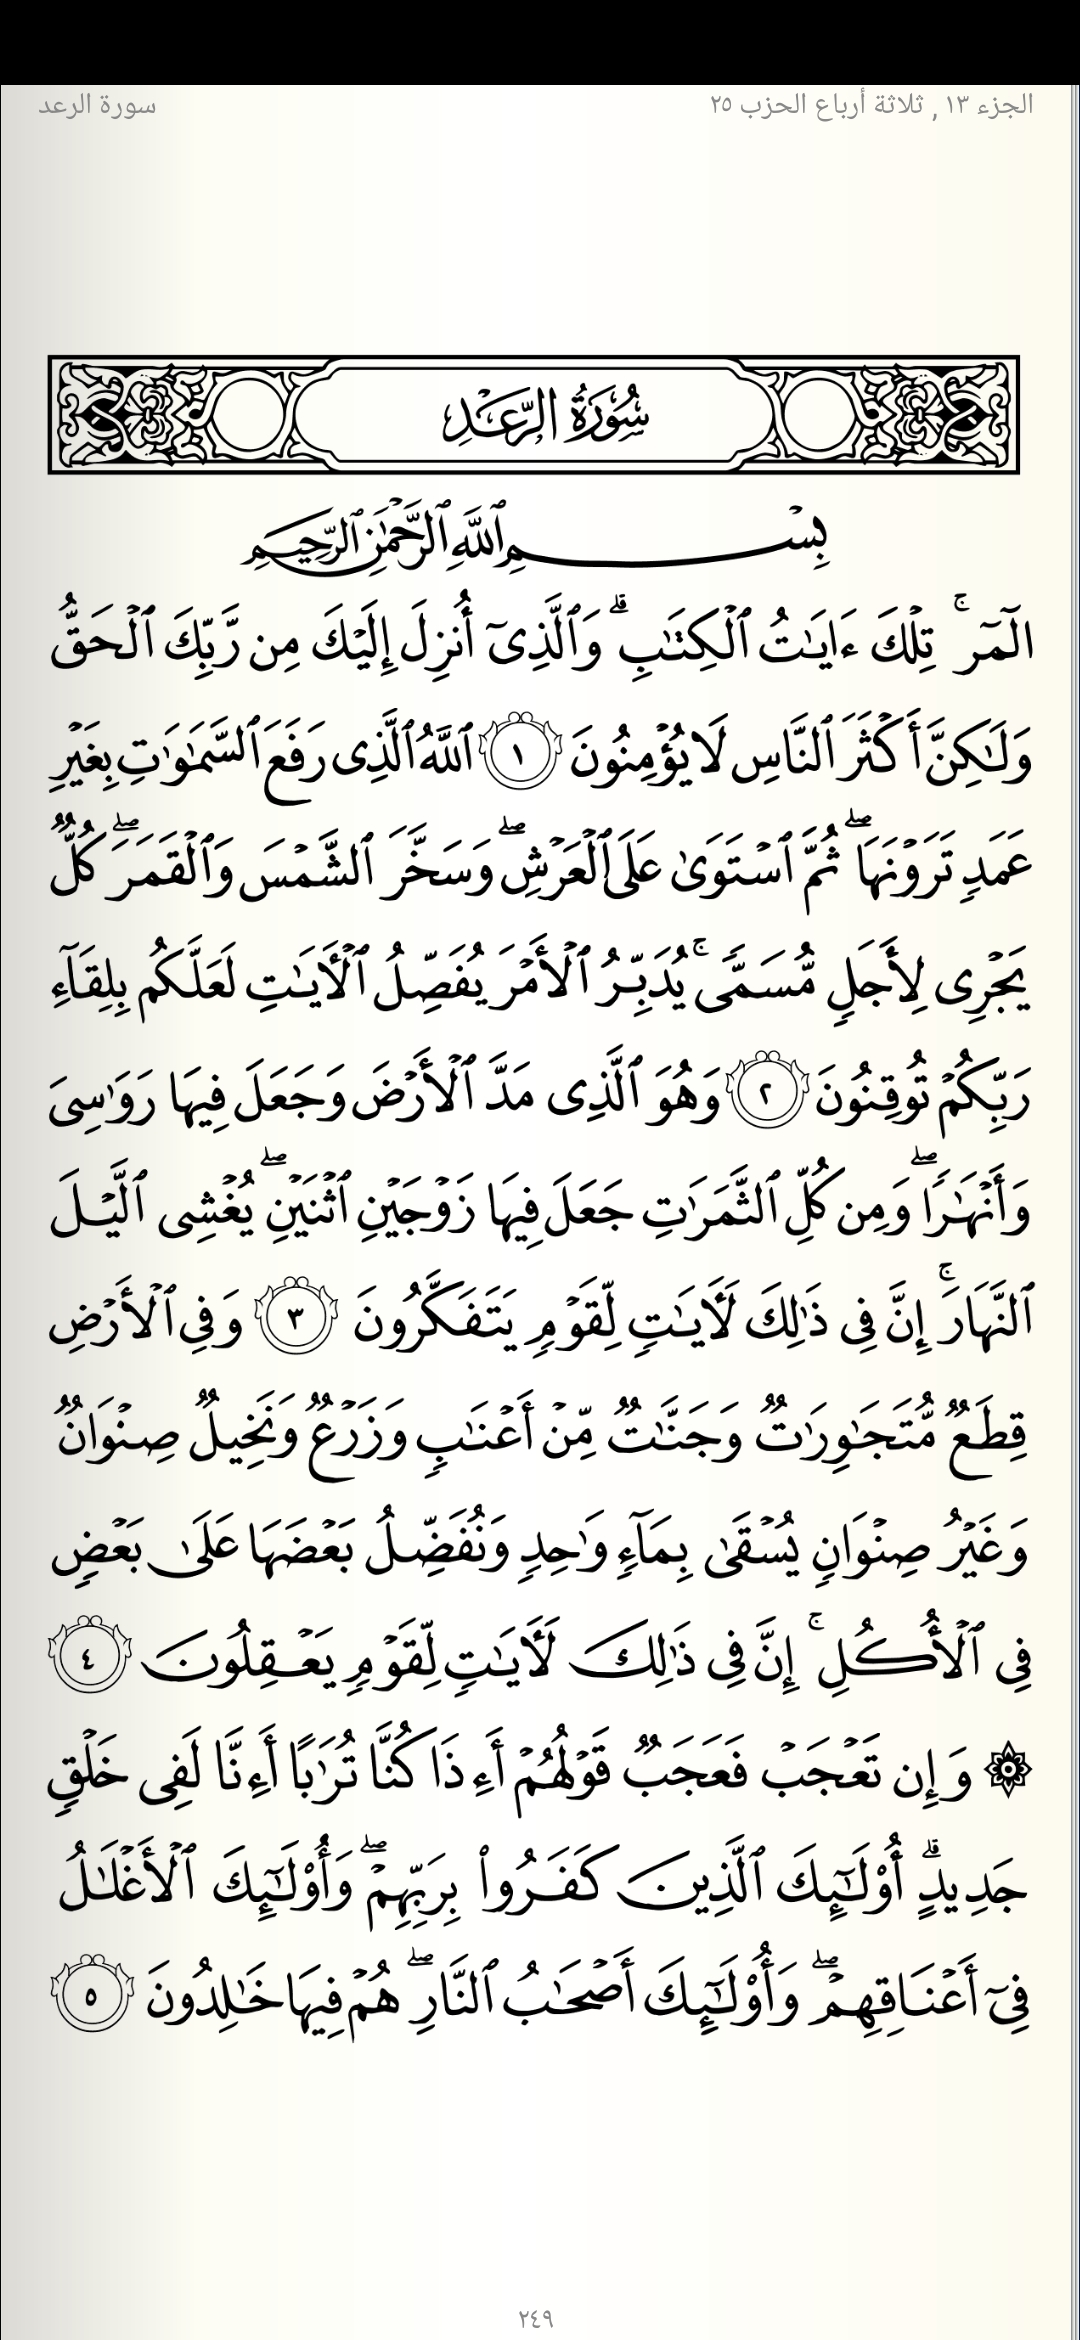 الجزء ١٣ , ثلاثة أرباع الحزب ٢٥
سورة الرعد
سُورَةُ الرَّعْدِ
بِسْمِ ٱللَّهِ ٱلرَّحْمَٰنِ ٱلرَّحِيمِ
الٓمٓرۚ تِلْكَ ءَايَٰتُ ٱلْكِتَٰبِۗ وَٱلَّذِىٓ أُنزِلَ إِلَيْكَ مِن رَّبِّكَ ٱلْحَقُّ
وَلَٰكِنَّ أَكْثَرَ ٱلنَّاسِ لَا يُؤْمِنُونَ ١ ٱللَّهُ ٱلَّذِى رَفَعَ ٱلسَّمَٰوَٰتِ بِغَيْرِ
عَمَدٍ تَرَوْنَهَاۖ ثُمَّ ٱسْتَوَىٰ عَلَى ٱلْعَرْشِۖ وَسَخَّرَ ٱلشَّمْسَ وَٱلْقَمَرَۖ كُلٌّ
يَجْرِى لِأَجَلٍ مُّسَمًّىۚ يُدَبِّرُ ٱلْأَمْرَ يُفَصِّلُ ٱلْأَيَٰتِ لَعَلَّكُم بِلِقَآءِ
رَبِّكُمْ تُوقِنُونَ ٢ وَهُوَ ٱلَّذِى مَدَّ ٱلْأَرْضَ وَجَعَلَ فِيهَا رَوَٰسِىَ
وَأَنْهَٰرًاۖ وَمِن كُلِّ ٱلثَّمَرَٰتِ جَعَلَ فِيهَا زَوْجَيْنِ ٱثْنَيْنِۖ يُغْشِى ٱلَّيْلَ
ٱلنَّهَارَۚ إِنَّ فِى ذَٰلِكَ لَأَيَٰتٍ لِّقَوْمٍ يَتَفَكَّرُونَ ٣ وَفِى ٱلْأَرْضِ
قِطَعٌ مُّتَجَٰوِرَٰتٌ وَجَنَّٰتٌ مِّنْ أَعْنَٰبٍ وَزَرْعٌ وَنَخِيلٌ صِنْوَانٌ
وَغَيْرُ صِنْوَانٍ يُسْقَىٰ بِمَآءٍ وَٰحِدٍ وَنُفَضِّلُ بَعْضَهَا عَلَىٰ بَعْضٍ
فِى ٱلْأُكُلِۚ إِنَّ فِى ذَٰلِكَ لَأَيَٰتٍ لِّقَوْمٍ يَعْقِلُونَ ٤
۞ وَإِن تَعْجَبْ فَعَجَبٌ قَوْلُهُمْ أَءِذَا كُنَّا تُرَٰبًا أَءِنَّا لَفِى خَلْقٍ
جَدِيدٍۗ أُوْلَٰٓئِكَ ٱلَّذِينَ كَفَرُواْ بِرَبِّهِمْۖ وَأُوْلَٰٓئِكَ ٱلْأَغْلَٰلُ
فِىٓ أَعْنَاقِهِمْۖ وَأُوْلَٰٓئِكَ أَصْحَٰبُ ٱلنَّارِۖ هُمْ فِيهَا خَٰلِدُونَ ٥
٢٤٩